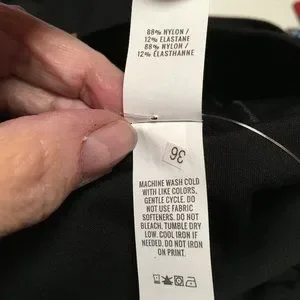 88% NYLON /
12% ELASTANE
88% NYLON /
12% ÉLASTHANNE
36
MACHINE WASH COLD
WITH LIKE COLORS,
GENTLE CYCLE. DO
NOT USE FABRIC
SOFTENERS. DO NOT
BLEACH. TUMBLE DRY
LOW. COOL IRON IF
NEEDED. DO NOT IRON
ON PRINT.